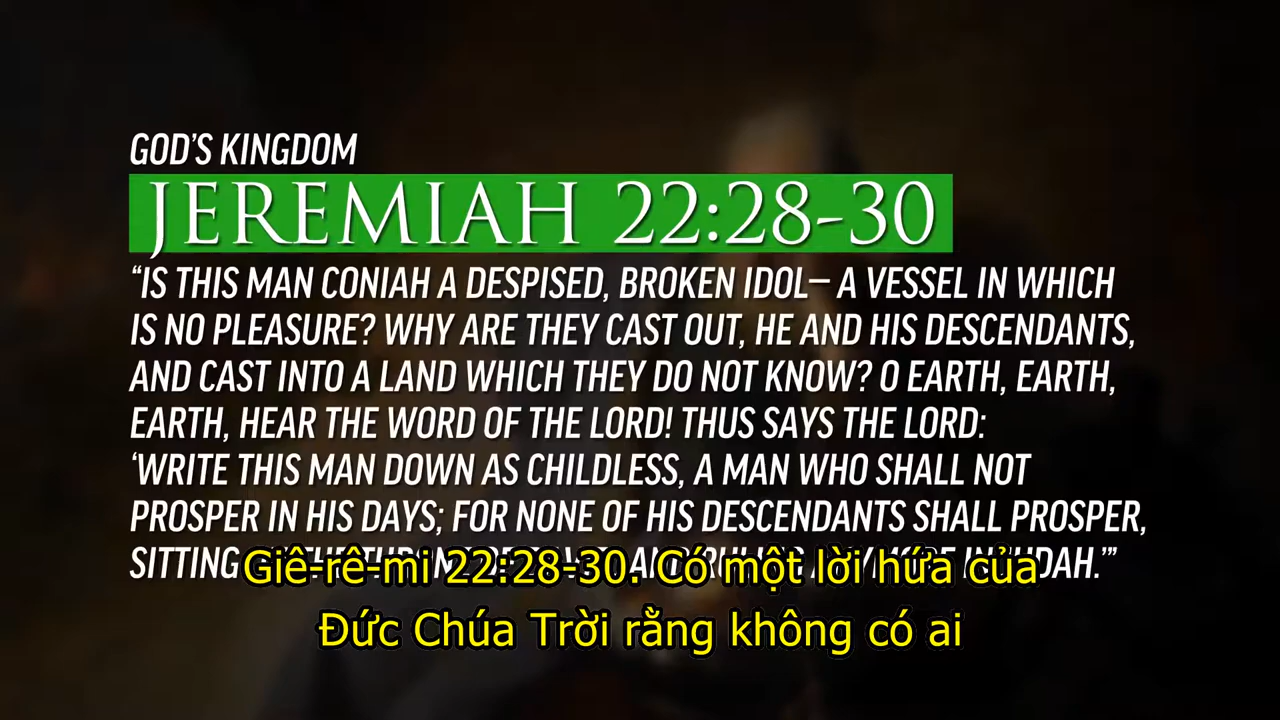 GOD'S KINGDOM
JEREMIAH 22:28-30
“IS THIS MAN CONIAH A DESPISED, BROKEN IDOL— A VESSEL IN WHICH
IS NO PLEASURE? WHY ARE THEY CAST OUT, HE AND HIS DESCENDANTS,
AND CAST INTO A LAND WHICH THEY DO NOT KNOW? O EARTH, EARTH,
EARTH, HEAR THE WORD OF THE LORD! THUS SAYS THE LORD:
‘WRITE THIS MAN DOWN AS CHILDLESS, A MAN WHO SHALL NOT
PROSPER IN HIS DAYS; FOR NONE OF HIS DESCENDANTS SHALL PROSPER,
SITTING
Giê-rê-mi 22:28-30. Có một lời hứa của
Đức Chúa Trời rằng không có ai